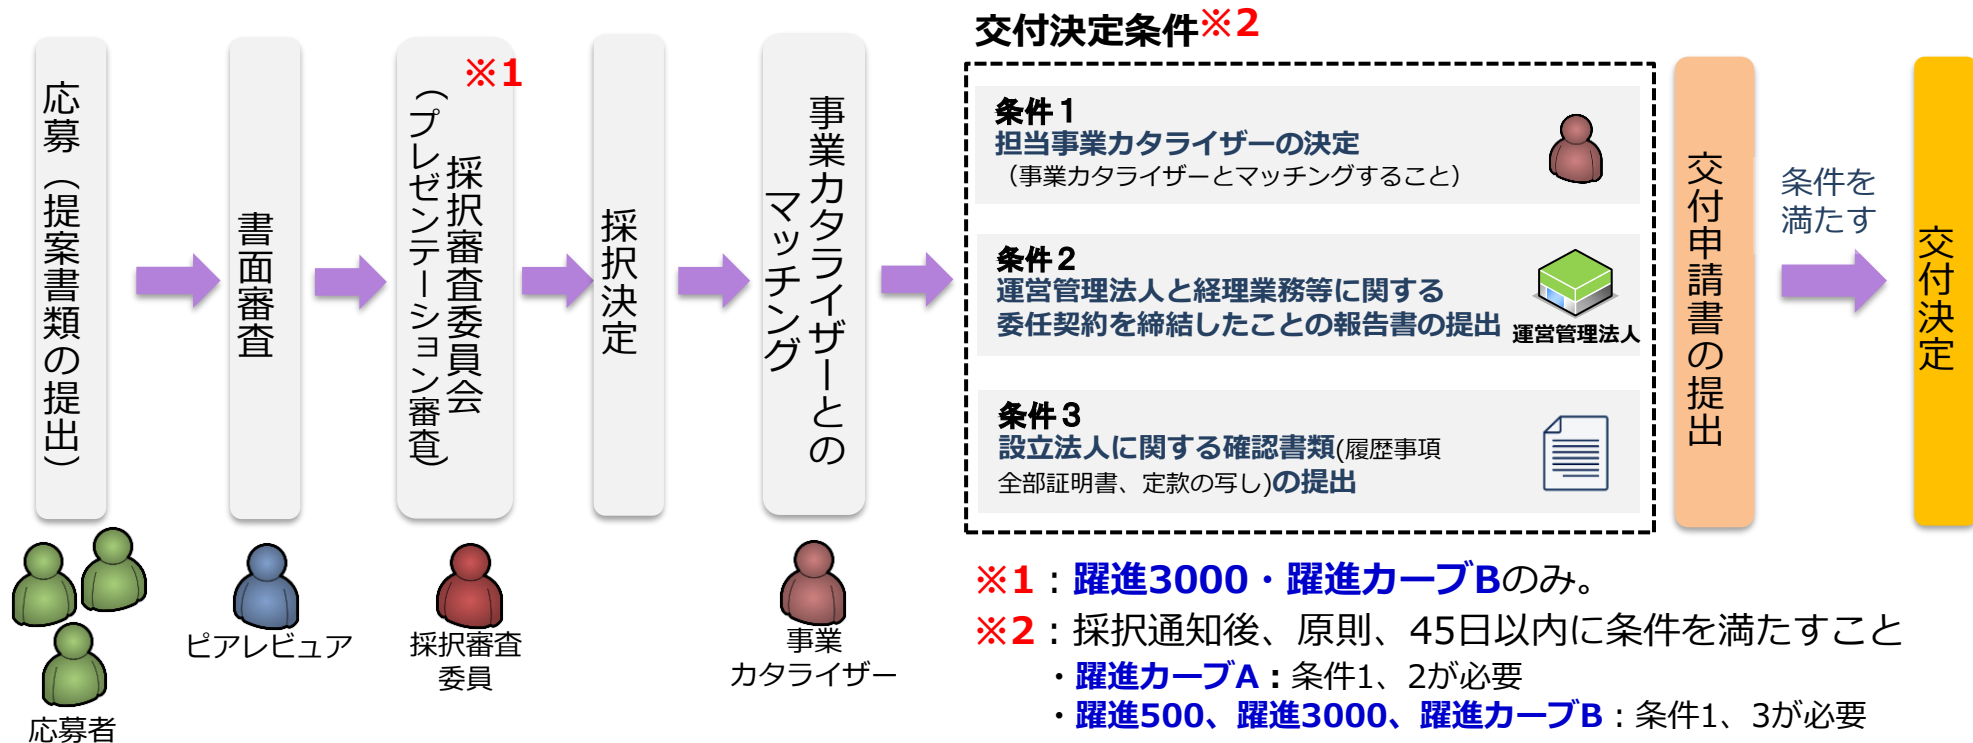 応募（提案書類の提出）
書面審査
※1
採択審査委員会
（プレゼンテーション審査）
採択決定
事業カタライザーとの
マッチング
交付決定条件※2
条件１
担当事業カタライザーの決定
（事業カタライザーとマッチングすること）
条件２
運営管理法人と経理業務等に関する
委任契約を締結したことの報告書の提出
運営管理法人
条件３
設立法人に関する確認書類(履歴事項
全部証明書、定款の写し)の提出
交付申請書の提出
条件を
満たす
交付決定
応募者
ピアレビュア
採択審査
委員
事業
カタライザー
※1：躍進3000・躍進カーブBのみ。
※2：採択通知後、原則、45日以内に条件を満たすこと
・躍進カーブA：条件1、2が必要
・躍進500、躍進3000、躍進カーブB：条件1、3が必要